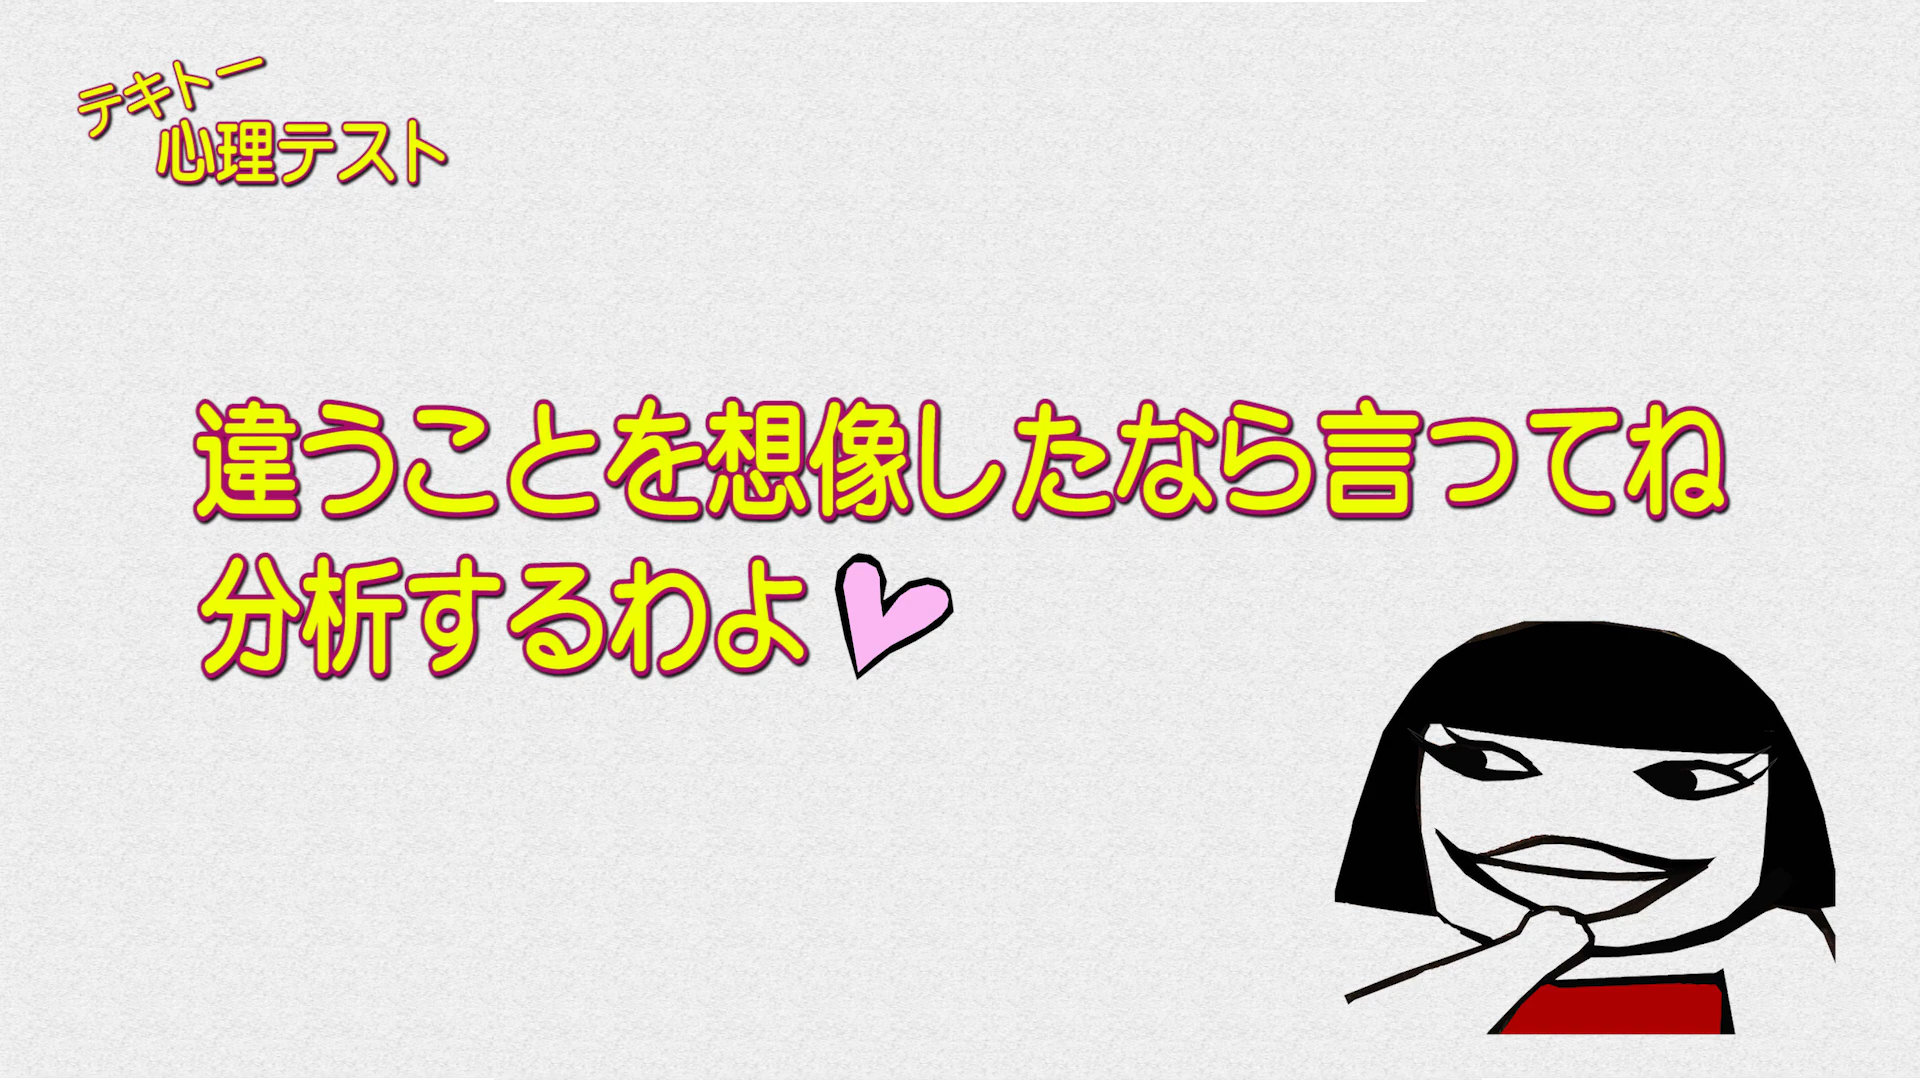 テキトー
心理テスト
違うことを想像したなら言ってね
分析するわよ